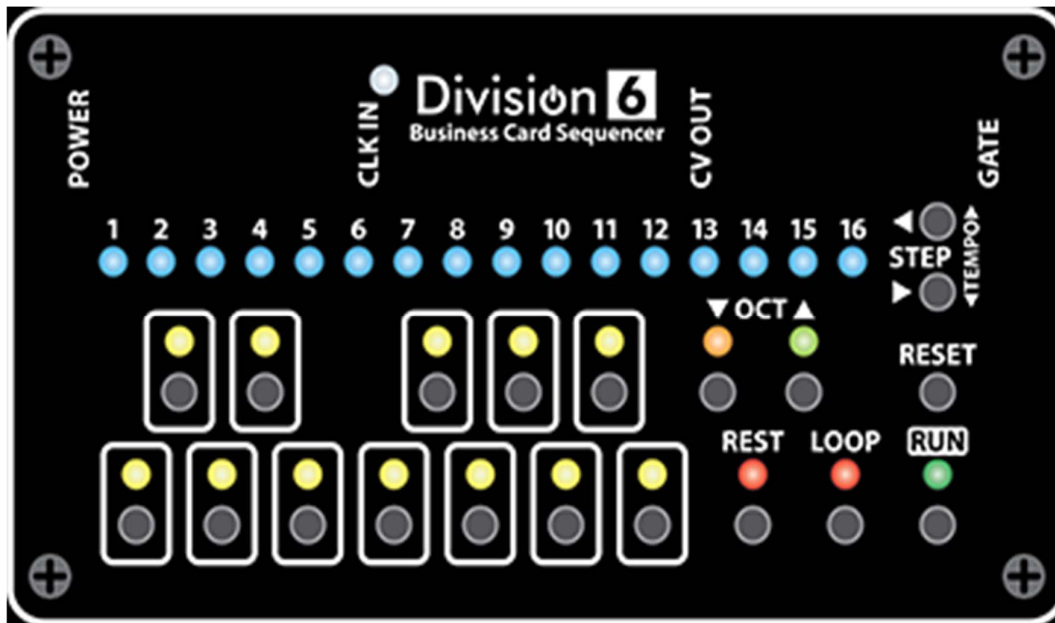 POWER
CLK IN
Division 6
Business Card Sequencer
CV OUT
GATE
1 2 3 4 5 6 7 8 9 10 11 12 13 14 15 16
◀
STEP
▶
◀TEMPO▶
▼ OCT ▲
RESET
REST LOOP RUN